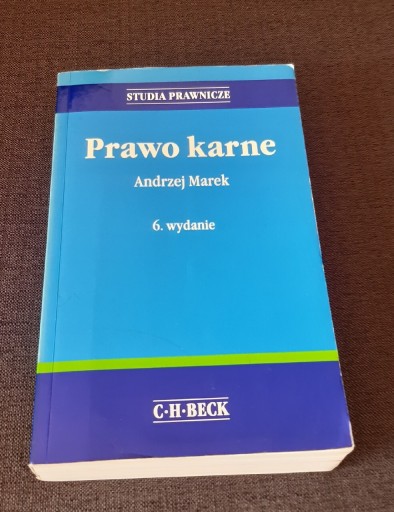 STUDIA PRAWNICZE
Prawo karne
Andrzej Marek
6. wydanie
C·H·BECK